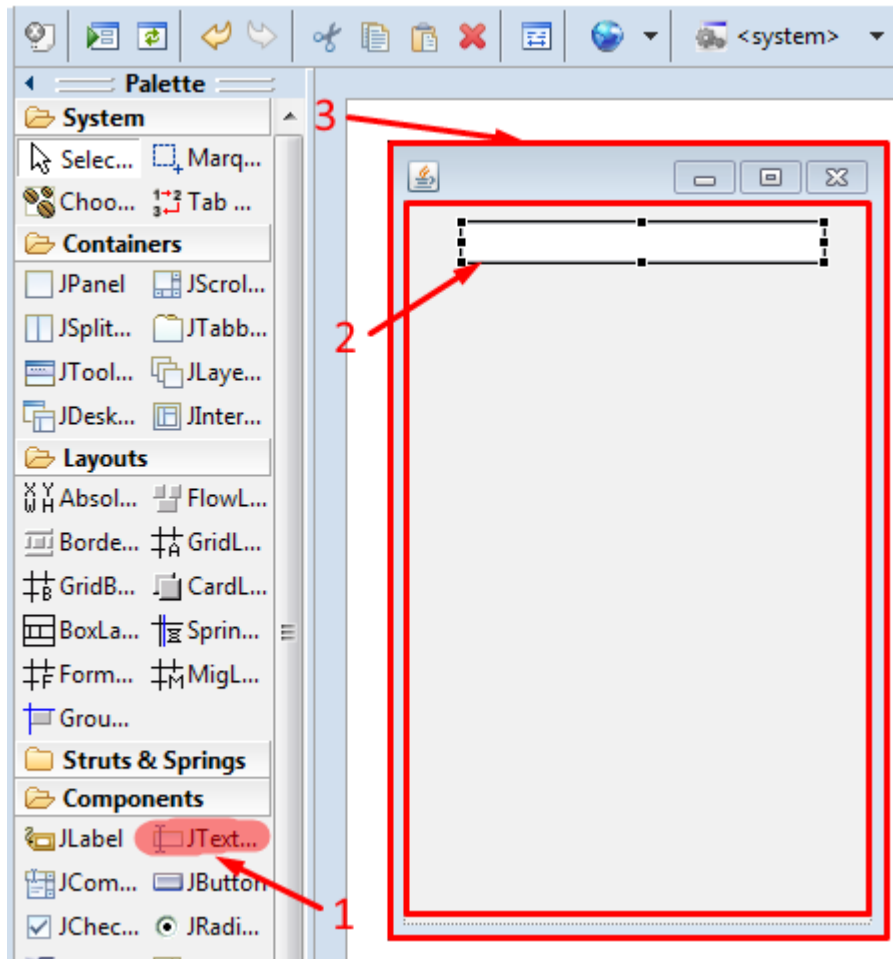 <system>
Palette
System
Selec... Marq...
Choo... Tab ...
Containers
JPanel JScrol...
JSplit... JTabb...
JTool... JLaye...
JDesk... JInter...
Layouts
Absol... FlowL...
Borde... GridL...
GridB... CardL...
BoxLa... Sprin...
Form... MigL...
Grou...
Struts & Springs
Components
JLabel JText...
JCom... JButton
JChec... JRadi...
3
2
1